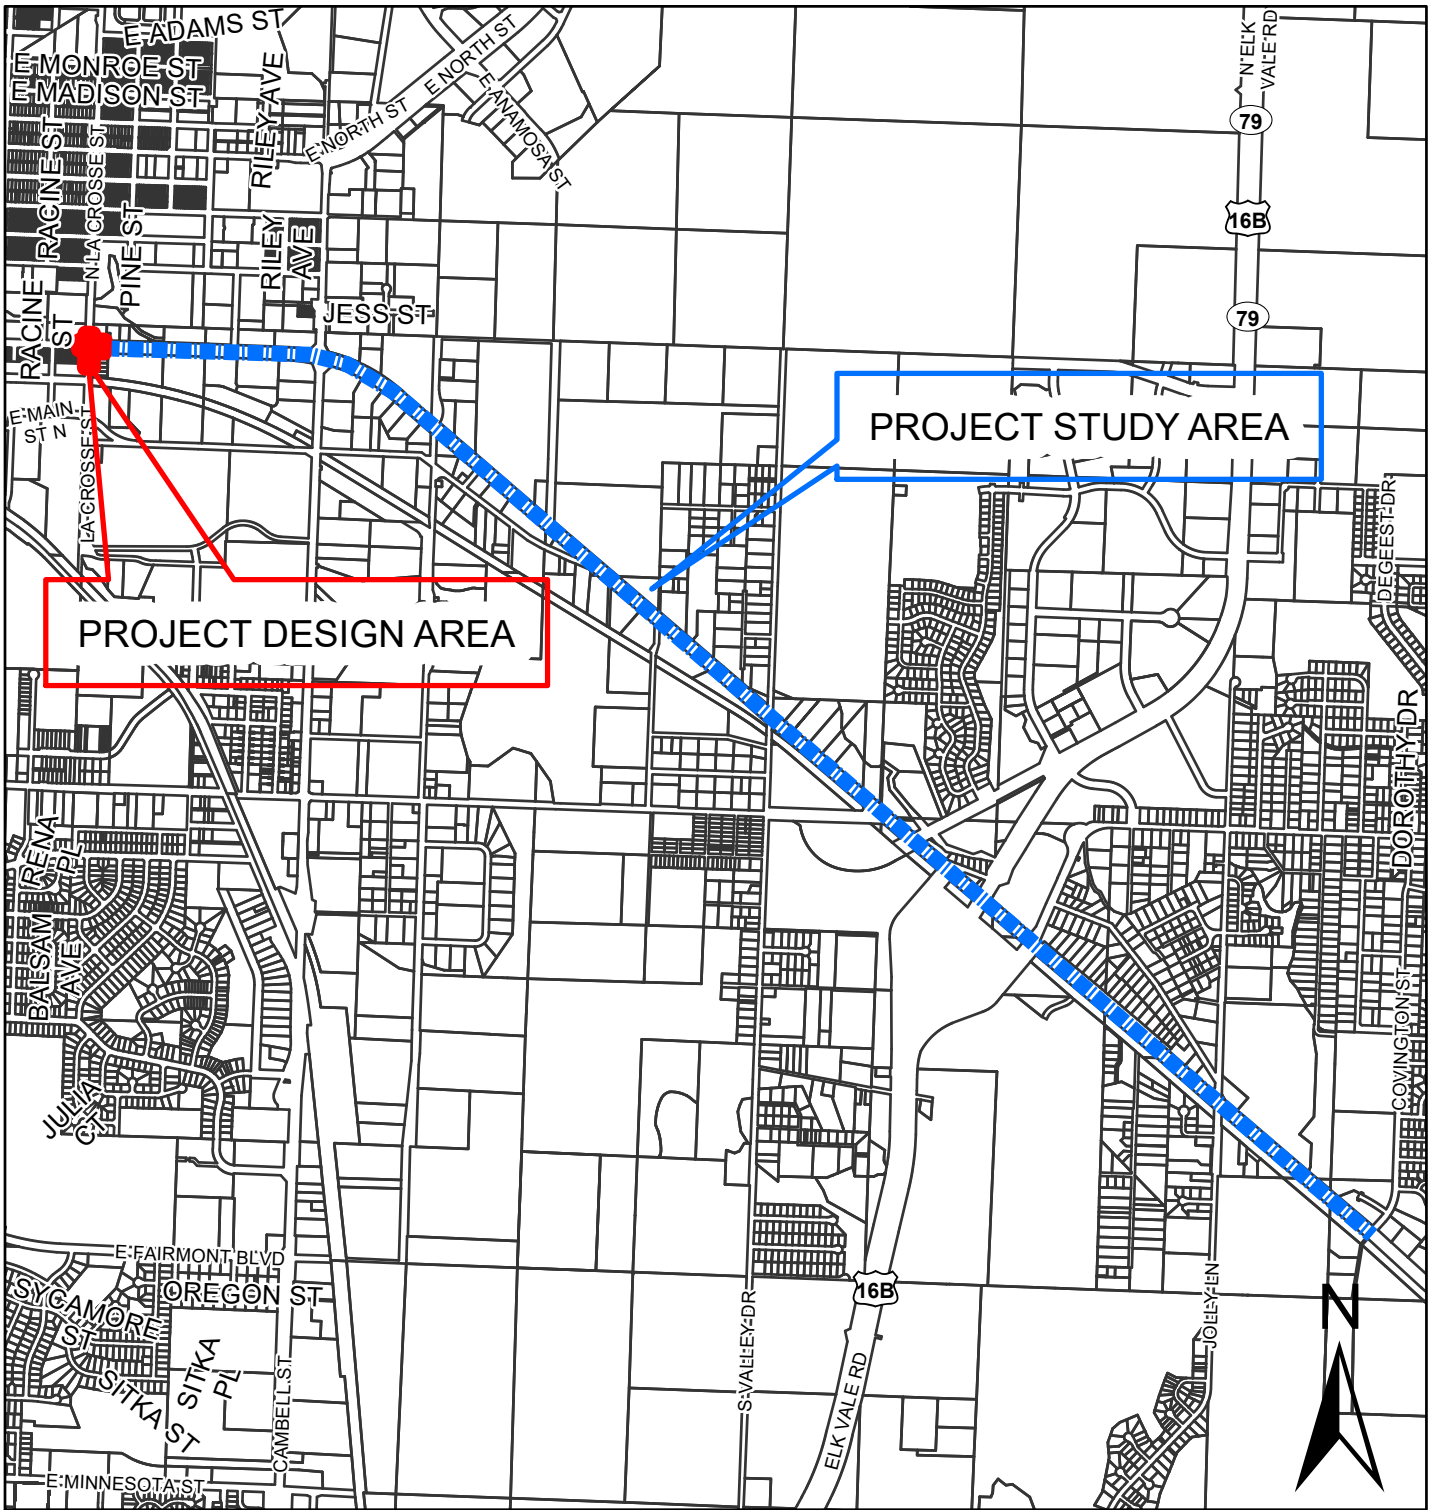 E ADAMS ST
E MONROE ST
E MADISON ST
RACINE ST
RACINE
ST
N LA CROSSE ST
PINE ST
RILEY AVE
RILEY
AVE
E NORTH ST
E NORTH ST
E ANAMOSA ST
N ELK
VALE RD
79
16B
79
JESS ST
E MAIN
ST N
LA CROSSE ST
PROJECT STUDY AREA
PROJECT DESIGN AREA
DEGEEST DR
DOROTHY DR
COVINGTON ST
BALSAM
AVE
RENA
PL
JULIA
CT
E FAIRMONT BLVD
OREGON ST
SYCAMORE
ST
SITKA
PL
SITKA ST
CAMBELL ST
E MINNESOTA ST
S VALLEY DR
16B
ELK VALE RD
JOLLY LN
N